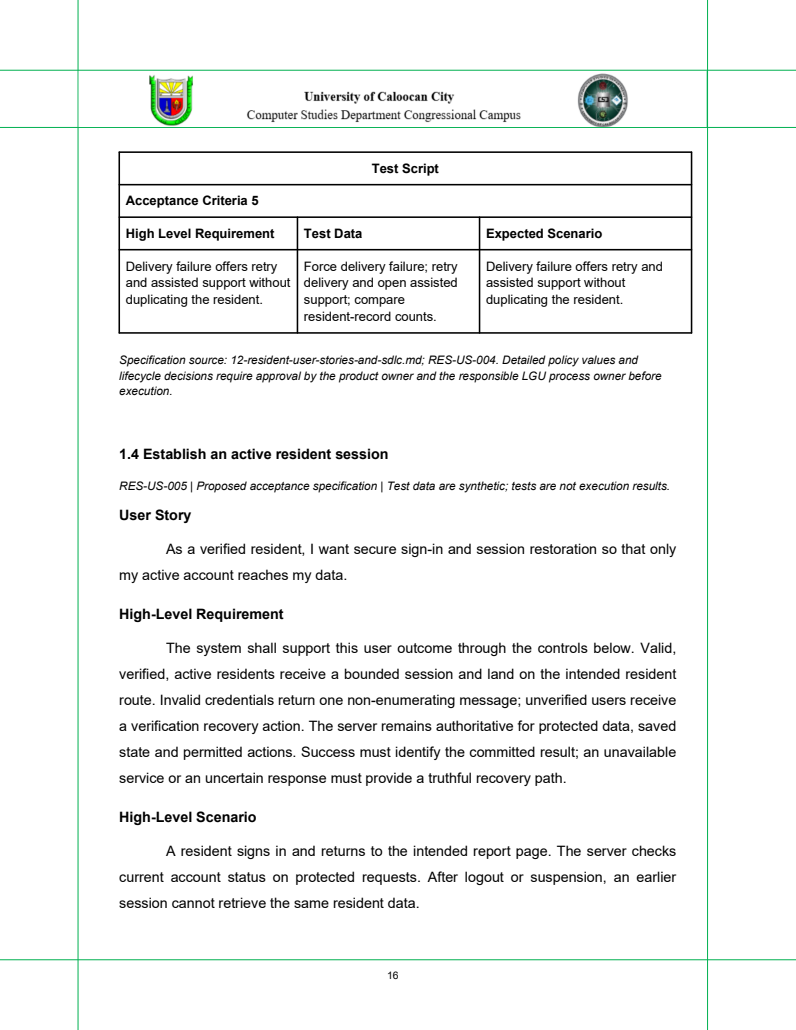 University of Caloocan City
Computer Studies Department Congressional Campus
Test Script
Acceptance Criteria 5
High Level Requirement
Test Data
Expected Scenario
Delivery failure offers retry
and assisted support without
duplicating the resident.
Force delivery failure; retry
delivery and open assisted
support; compare
resident-record counts.
Delivery failure offers retry and
assisted support without
duplicating the resident.
Specification source: 12-resident-user-stories-and-sdlc.md; RES-US-004. Detailed policy values and
lifecycle decisions require approval by the product owner and the responsible LGU process owner before
execution.
1.4 Establish an active resident session
RES-US-005 | Proposed acceptance specification | Test data are synthetic; tests are not execution results.
User Story
As a verified resident, I want secure sign-in and session restoration so that only
my active account reaches my data.
High-Level Requirement
The system shall support this user outcome through the controls below. Valid,
verified, active residents receive a bounded session and land on the intended resident
route. Invalid credentials return one non-enumerating message; unverified users receive
a verification recovery action. The server remains authoritative for protected data, saved
state and permitted actions. Success must identify the committed result; an unavailable
service or an uncertain response must provide a truthful recovery path.
High-Level Scenario
A resident signs in and returns to the intended report page. The server checks
current account status on protected requests. After logout or suspension, an earlier
session cannot retrieve the same resident data.
16